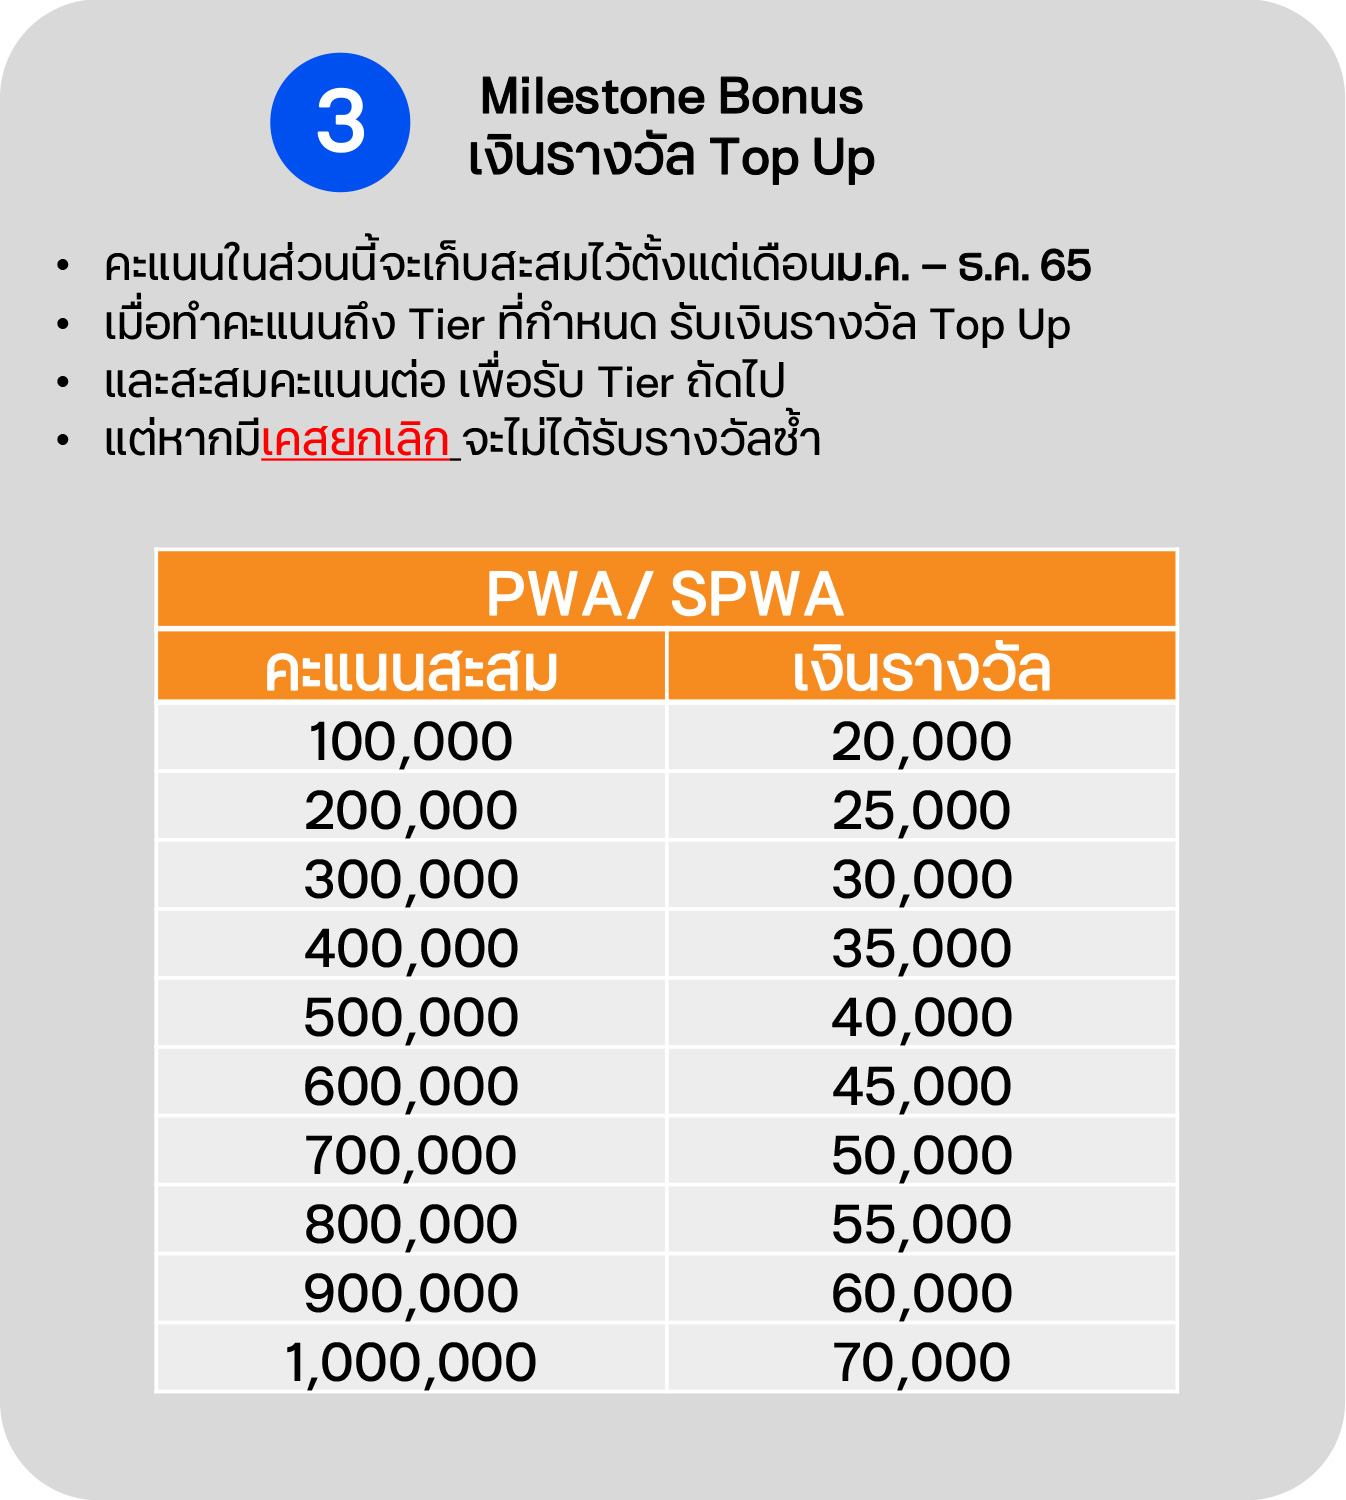 3
Milestone Bonus
เงินรางวัล Top Up
• คะแนนในส่วนนี้จะเก็บสะสมไว้ตั้งแต่เดือนม.ค. – ธ.ค. 65
• เมื่อทำคะแนนถึง Tier ที่กำหนด รับเงินรางวัล Top Up
• และสะสมคะแนนต่อ เพื่อรับ Tier ถัดไป
• แต่หากมีเคสยกเลิก จะไม่ได้รับรางวัลซ้ำ
PWA/ SPWA
คะแนนสะสม เงินรางวัล
100,000 20,000
200,000 25,000
300,000 30,000
400,000 35,000
500,000 40,000
600,000 45,000
700,000 50,000
800,000 55,000
900,000 60,000
1,000,000 70,000